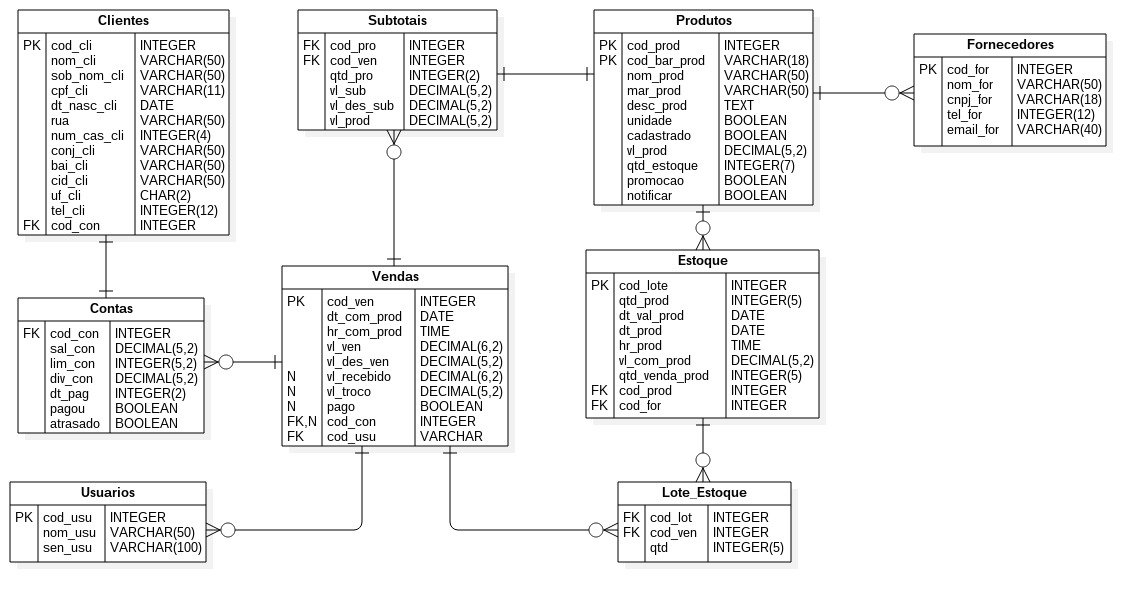 Clientes
PK cod_cli INTEGER
nom_cli VARCHAR(50)
sob_nom_cli VARCHAR(50)
cpf_cli VARCHAR(11)
dt_nasc_cli DATE
rua VARCHAR(50)
num_cas_cli INTEGER(4)
conj_cli VARCHAR(50)
bai_cli VARCHAR(50)
cid_cli VARCHAR(50)
uf_cli CHAR(2)
tel_cli INTEGER(12)
FK cod_con INTEGER
Subtotais
FK cod_pro INTEGER
FK cod_ven INTEGER
qtd_pro INTEGER(2)
vl_sub DECIMAL(5,2)
vl_des_sub DECIMAL(5,2)
vl_prod DECIMAL(5,2)
Produtos
PK cod_prod INTEGER
PK cod_bar_prod VARCHAR(18)
nom_prod VARCHAR(50)
mar_prod VARCHAR(50)
desc_prod TEXT
unidade BOOLEAN
cadastrado BOOLEAN
vl_prod DECIMAL(5,2)
qtd_estoque INTEGER(7)
promocao BOOLEAN
notificar BOOLEAN
Fornecedores
PK cod_for INTEGER
nom_for VARCHAR(50)
cnpj_for VARCHAR(18)
tel_for INTEGER(12)
email_for VARCHAR(40)
Contas
FK cod_con INTEGER
sal_con DECIMAL(5,2)
lim_con INTEGER(5,2)
div_con DECIMAL(5,2)
dt_pag INTEGER(2)
pagou BOOLEAN
atrasado BOOLEAN
Vendas
PK cod_ven INTEGER
dt_com_prod DATE
hr_com_prod TIME
vl_ven DECIMAL(6,2)
vl_des_ven DECIMAL(5,2)
N vl_recebido DECIMAL(6,2)
N vl_troco DECIMAL(5,2)
N pago BOOLEAN
FK,N cod_con INTEGER
FK cod_usu VARCHAR
Estoque
PK cod_lote INTEGER
qtd_prod INTEGER(5)
dt_val_prod DATE
dt_prod DATE
hr_prod TIME
vl_com_prod DECIMAL(5,2)
qtd_venda_prod INTEGER(5)
FK cod_prod INTEGER
FK cod_for INTEGER
Usuarios
PK cod_usu INTEGER
nom_usu VARCHAR(50)
sen_usu VARCHAR(100)
Lote_Estoque
FK cod_lot INTEGER
FK cod_ven INTEGER
qtd INTEGER(5)